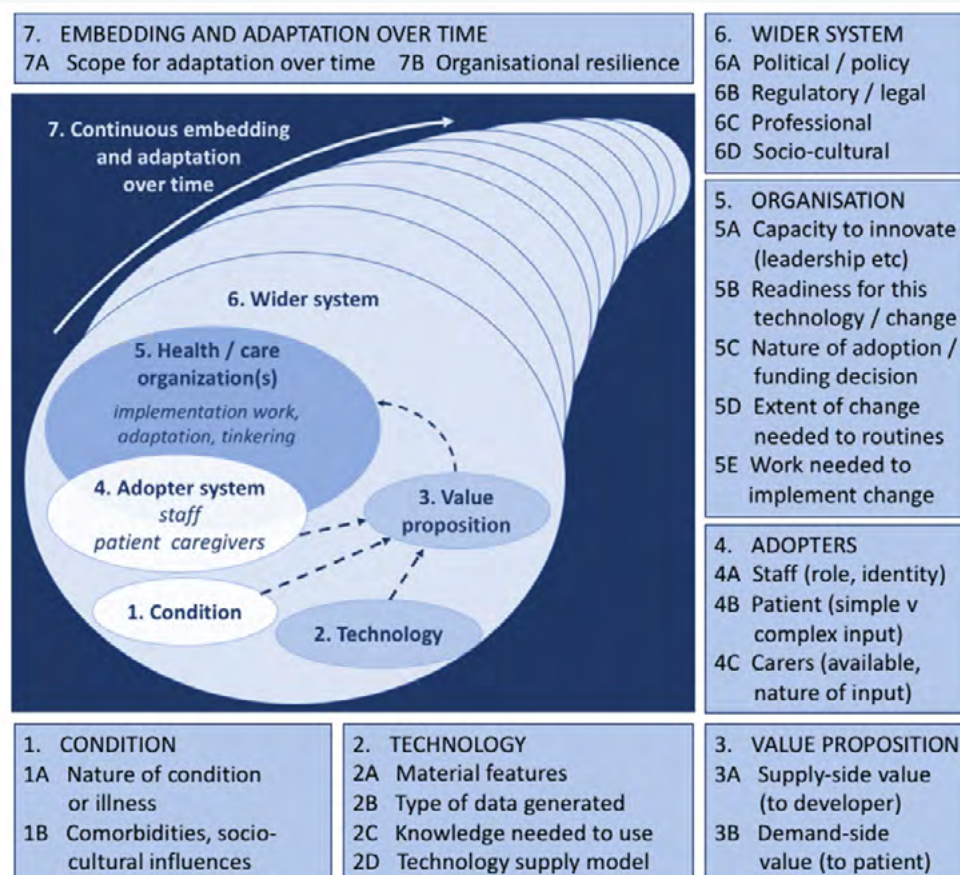 7. EMBEDDING AND ADAPTATION OVER TIME
7A Scope for adaptation over time 7B Organisational resilience
7. Continuous embedding
and adaptation
over time
6. Wider system
5. Health / care
organization(s)
implementation work,
adaptation, tinkering
4. Adopter system
staff
patient caregivers
3. Value
proposition
1. Condition
2. Technology
6. WIDER SYSTEM
6A Political / policy
6B Regulatory / legal
6C Professional
6D Socio-cultural
5. ORGANISATION
5A Capacity to innovate
(leadership etc)
5B Readiness for this
technology / change
5C Nature of adoption /
funding decision
5D Extent of change
needed to routines
5E Work needed to
implement change
4. ADOPTERS
4A Staff (role, identity)
4B Patient (simple v
complex input)
4C Carers (available,
nature of input)
1. CONDITION
1A Nature of condition
or illness
1B Comorbidities, socio-
cultural influences
2. TECHNOLOGY
2A Material features
2B Type of data generated
2C Knowledge needed to use
2D Technology supply model
3. VALUE PROPOSITION
3A Supply-side value
(to developer)
3B Demand-side
value (to patient)